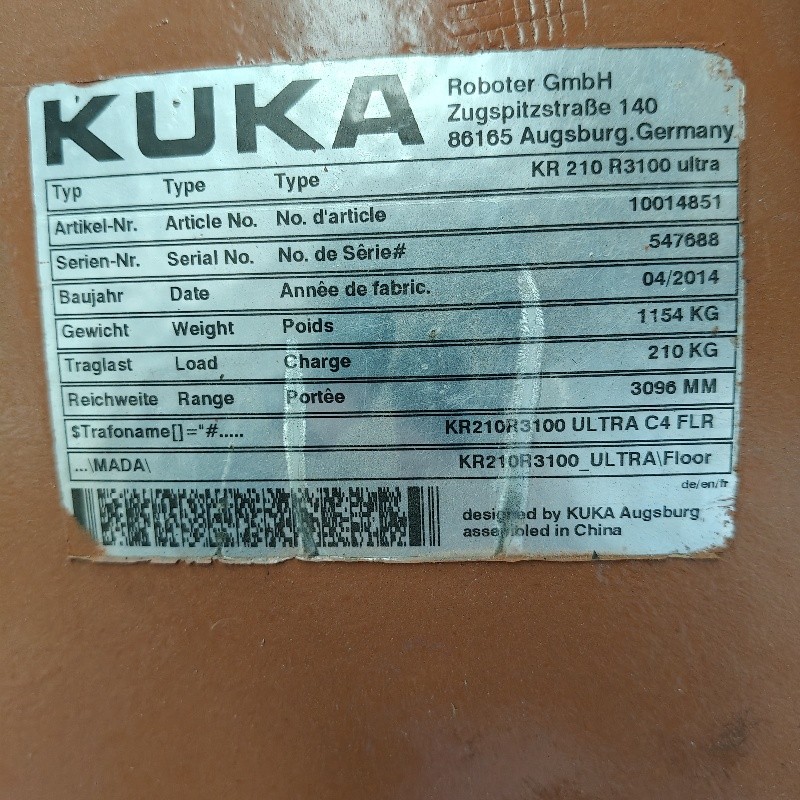 KUKA
Roboter GmbH
Zugspitzstraße 140
86165 Augsburg.Germany
Typ Type Type KR 210 R3100 ultra
Artikel-Nr. Article No. No. d'article 10014851
Serien-Nr. Serial No. No. de Sêrie# 547688
Baujahr Date Annêe de fabric. 04/2014
Gewicht Weight Poids 1154 KG
Traglast Load Charge 210 KG
Reichweite Range Portêe 3096 MM
$Trafoname[]="#..... KR210R3100 ULTRA C4 FLR
...\MADA\ KR210R3100_ULTRA\Floor
de/en/fr
designed by KUKA Augsburg
assembled in China